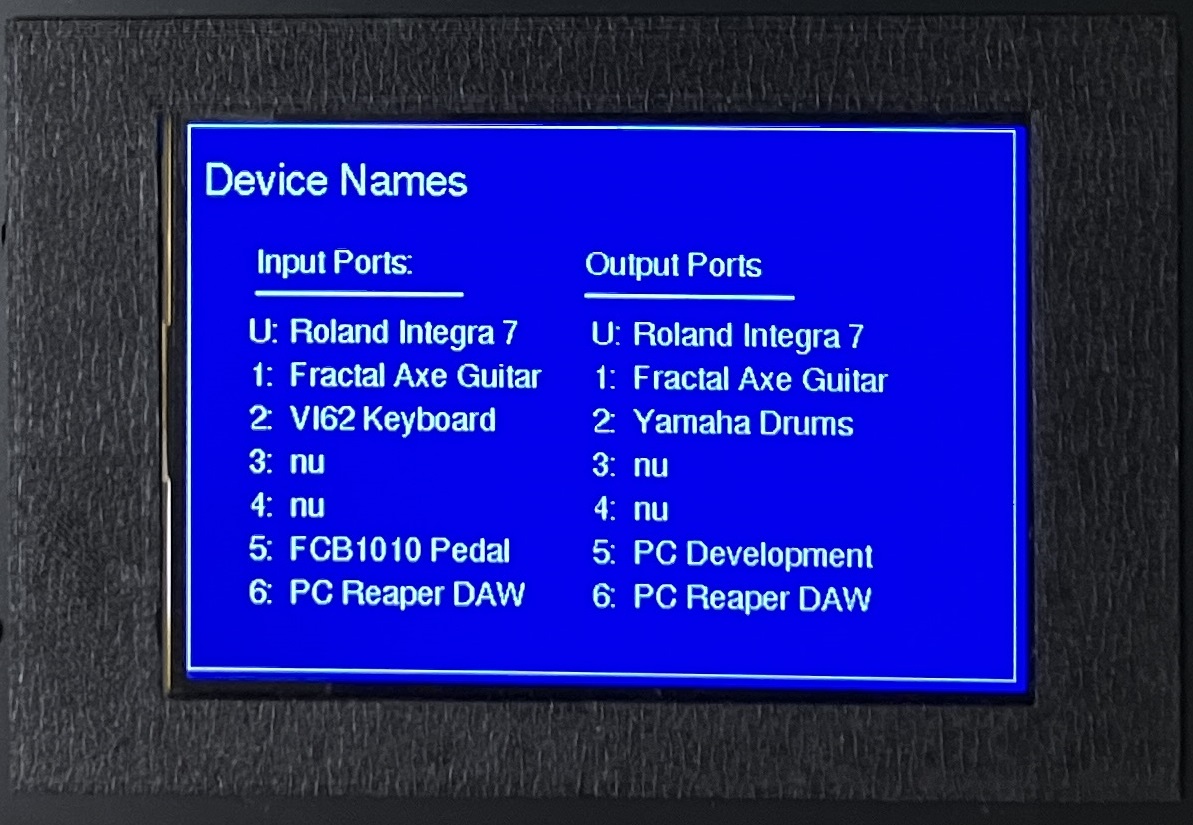 Device Names
Input Ports:
U: Roland Integra 7
1: Fractal Axe Guitar
2: VI62 Keyboard
3: nu
4: nu
5: FCB1010 Pedal
6: PC Reaper DAW
Output Ports
U: Roland Integra 7
1: Fractal Axe Guitar
2: Yamaha Drums
3: nu
4: nu
5: PC Development
6: PC Reaper DAW